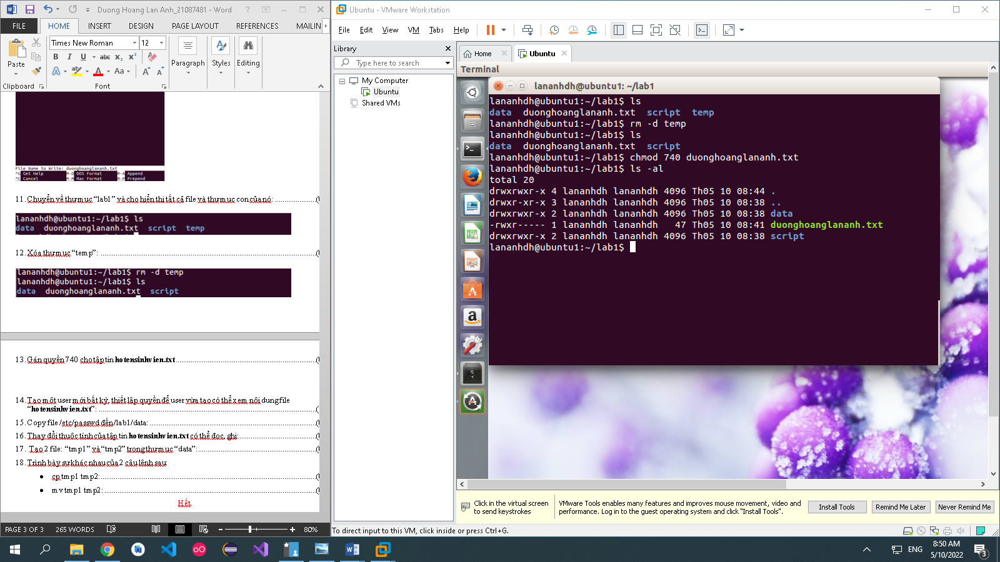 Duong Hoang Lan Anh_21087481 - Word
FILE HOME INSERT DESIGN PAGE LAYOUT REFERENCES MAILIN
Times New Roman 12
Paste
Paragraph Styles Editing
Clipboard Font
File Name to Write: duonghoanglananh.txt
^G Get Help M-D DOS Format M-A Append
^C Cancel M-M Mac Format M-P Prepend
11. Chuyển về thư mục “lab1” và cho hiển thị tất cả file và thư mục con của nó:
lananhdh@ubuntu1:~/lab1$ ls
data duonghoanglananh.txt script temp
12. Xóa thư mục “temp”:
lananhdh@ubuntu1:~/lab1$ rm -d temp
lananhdh@ubuntu1:~/lab1$ ls
data duonghoanglananh.txt script
13. Gán quyền 740 cho tập tin hotensinhvien.txt
14. Tạo một user mới bất kỳ, thiết lập quyền để user vừa tạo có thể xem nội dung file
“hotensinhvien.txt”:
15. Copy file /etc/passwd đến /lab1/data:
16. Thay đổi thuộc tính của tập tin hotensinhvien.txt có thể đọc, ghi:
17. Tạo 2 file: “tmp1” và “tmp2” trong thư mục “data”:
18. Trình bày sự khác nhau của 2 câu lệnh sau:
• cp tmp1 tmp2:
• mv tmp1 tmp2:
Hết
PAGE 3 OF 3 265 WORDS 80%
Ubuntu - VMware Workstation
File Edit View VM Tabs Help
Library
Type here to search
My Computer
Ubuntu
Shared VMs
Home Ubuntu
Terminal
lananhdh@ubuntu1: ~/lab1
lananhdh@ubuntu1:~/lab1$ ls
data duonghoanglananh.txt script temp
lananhdh@ubuntu1:~/lab1$ rm -d temp
lananhdh@ubuntu1:~/lab1$ ls
data duonghoanglananh.txt script
lananhdh@ubuntu1:~/lab1$ chmod 740 duonghoanglananh.txt
lananhdh@ubuntu1:~/lab1$ ls -al
total 20
drwxrwxr-x 4 lananhdh lananhdh 4096 Th05 10 08:44 .
drwxr-xr-x 3 lananhdh lananhdh 4096 Th05 10 08:38 ..
drwxrwxr-x 2 lananhdh lananhdh 4096 Th05 10 08:38 data
-rwxr----- 1 lananhdh lananhdh 47 Th05 10 08:41 duonghoanglananh.txt
drwxrwxr-x 2 lananhdh lananhdh 4096 Th05 10 08:38 script
lananhdh@ubuntu1:~/lab1$
Click in the virtual screen
to send keystrokes
VMware Tools enables many features and improves mouse movement, video and
performance. Log in to the guest operating system and click "Install Tools".
Install Tools Remind Me Later Never Remind Me
To direct input to this VM, click inside or press Ctrl+G.
ENG
8:50 AM
5/10/2022
3